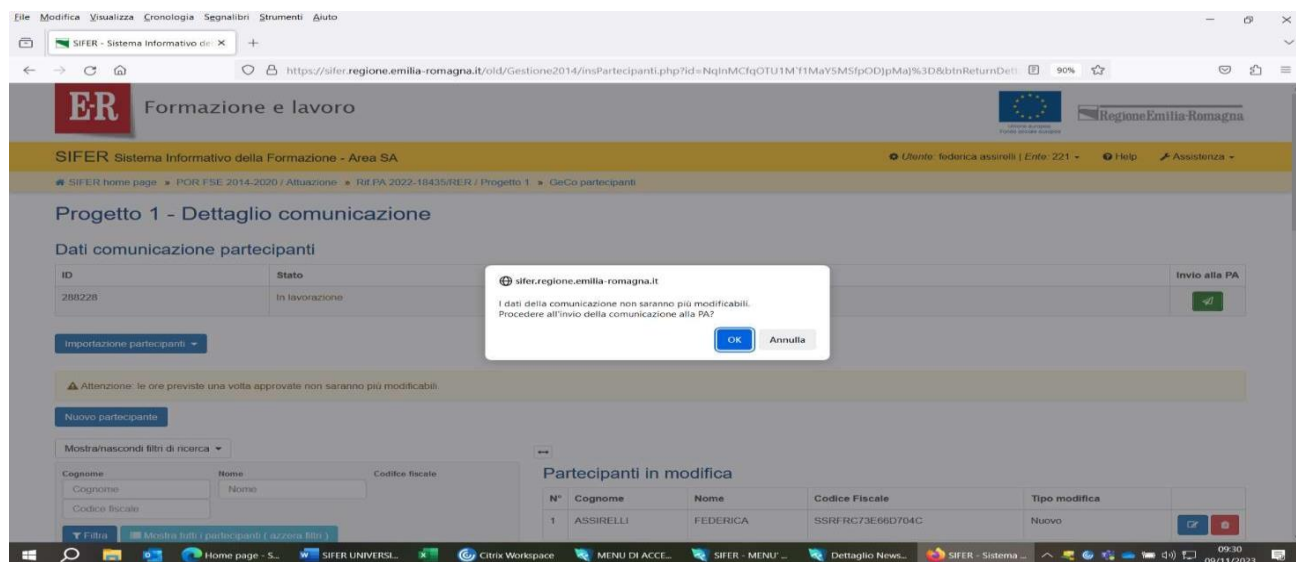 File Modifica Visualizza Cronologia Segnalibri Strumenti Aiuto
SIFER - Sistema Informativo de
https://sifer.regione.emilia-romagna.it/old/Gestione2014/insPartecipanti.php 90%
E-R Formazione e lavoro
RegioneEmilia-Romagna
SIFER Sistema Informativo della Formazione - Area SA
Utente: federica assirelli | Ente: 221 Help Assistenza
SIFER home page » POR FSE 2014-2020 / Attuazione » Rif.PA 2022-18435/RER / Progetto 1 » GeCo partecipanti
Progetto 1 - Dettaglio comunicazione
Dati comunicazione partecipanti
ID Stato Invio alla PA
288228 In lavorazione
sifer.regione.emilia-romagna.it
I dati della comunicazione non saranno più modificabili.
Procedere all'invio della comunicazione alla PA?
OK Annulla
Importazione partecipanti
Attenzione: le ore previste una volta approvate non saranno più modificabili.
Nuovo partecipante
Mostra/nascondi filtri di ricerca
Cognome Nome Codifce fiscale
Cognome Nome
Codice fiscale
Filtra Mostra tutti i partecipanti ( azzera filtri )
Partecipanti in modifica
N° Cognome Nome Codice Fiscale Tipo modifica
1 ASSIRELLI FEDERICA SSRFRC73E66D704C Nuovo
Home page - S... SIFER UNIVERSI... Citrix Workspace MENU DI ACCE... SIFER - MENU' ... Dettaglio News... SIFER - Sistema ... 09:30
09/11/2023